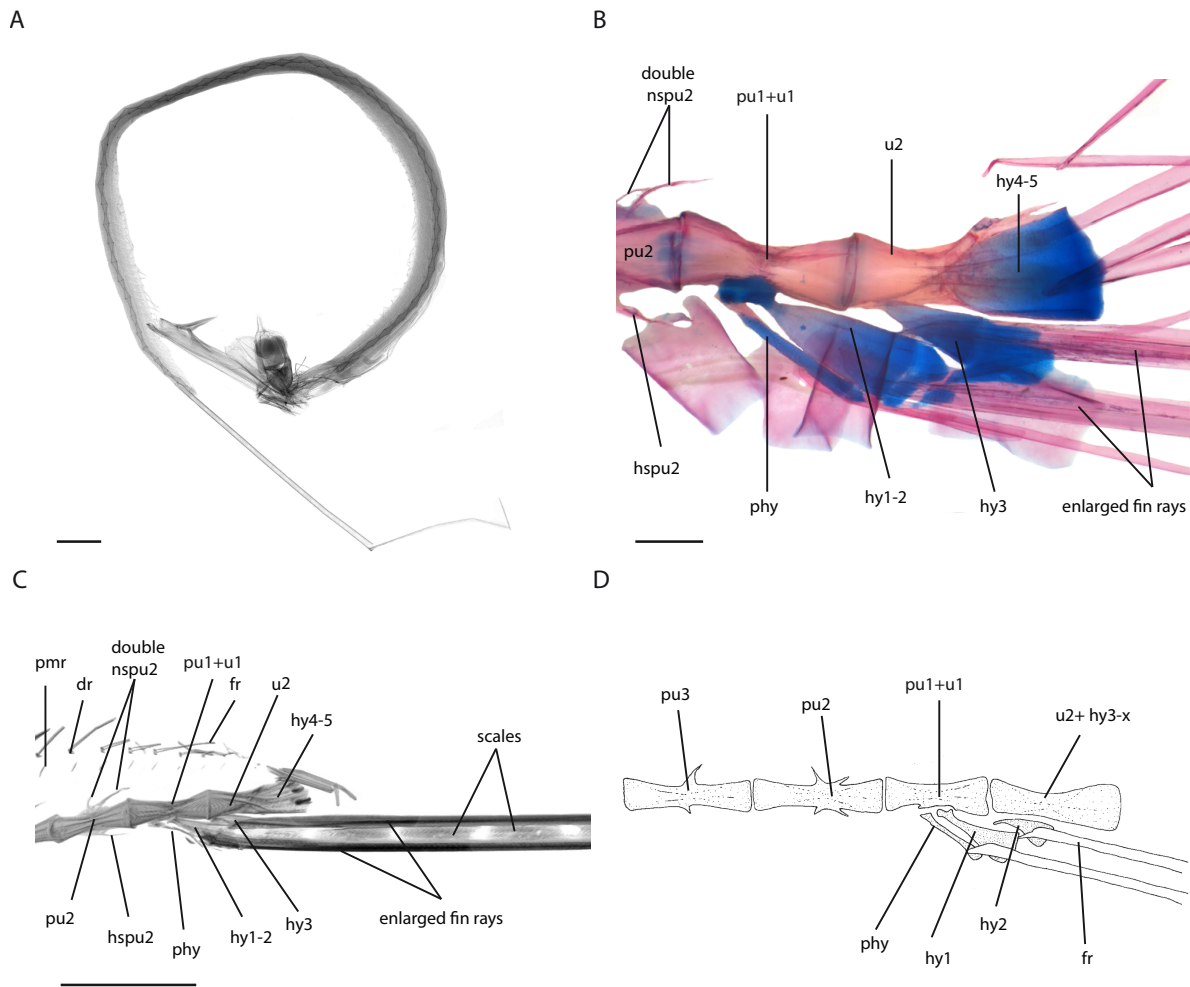 A
B
double
nspu2
pu1+u1
u2
hy4-5
pu2
hspu2
phy
hy1-2
hy3
enlarged fin rays
C
pmr
dr
double
nspu2
pu1+u1
fr
u2
hy4-5
scales
pu2
hspu2
phy
hy1-2
hy3
enlarged fin rays
D
pu3
pu2
pu1+u1
u2+ hy3-x
phy
hy1
hy2
fr